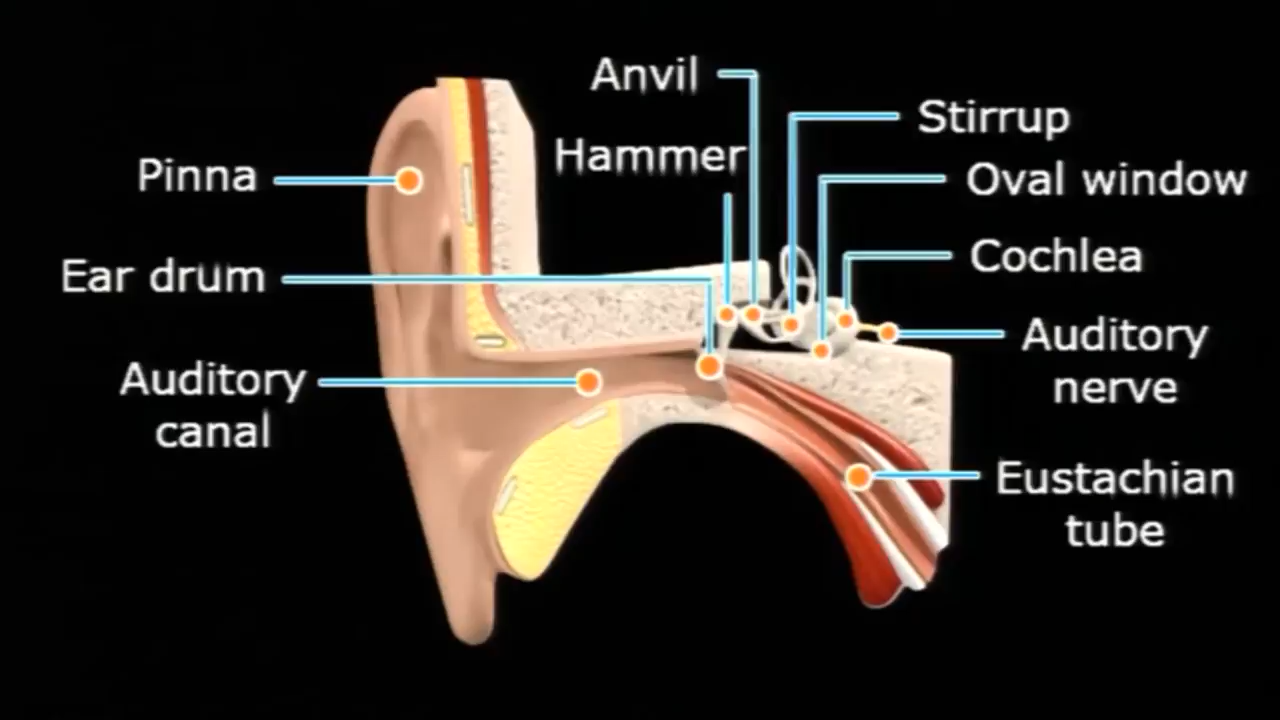 Anvil
Stirrup
Hammer
Pinna
Oval window
Cochlea
Ear drum
Auditory
nerve
Auditory
canal
Eustachian
tube